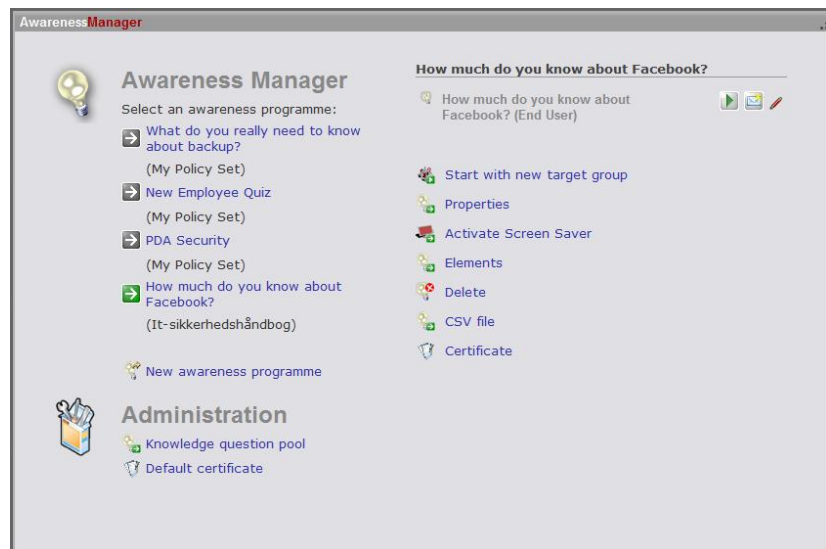 AwarenessManager
Awareness Manager
Select an awareness programme:
What do you really need to know
about backup?
(My Policy Set)
New Employee Quiz
(My Policy Set)
PDA Security
(My Policy Set)
How much do you know about
Facebook?
(It-sikkerhedshåndbog)
New awareness programme
Administration
Knowledge question pool
Default certificate
How much do you know about Facebook?
How much do you know about
Facebook? (End User)
Start with new target group
Properties
Activate Screen Saver
Elements
Delete
CSV file
Certificate